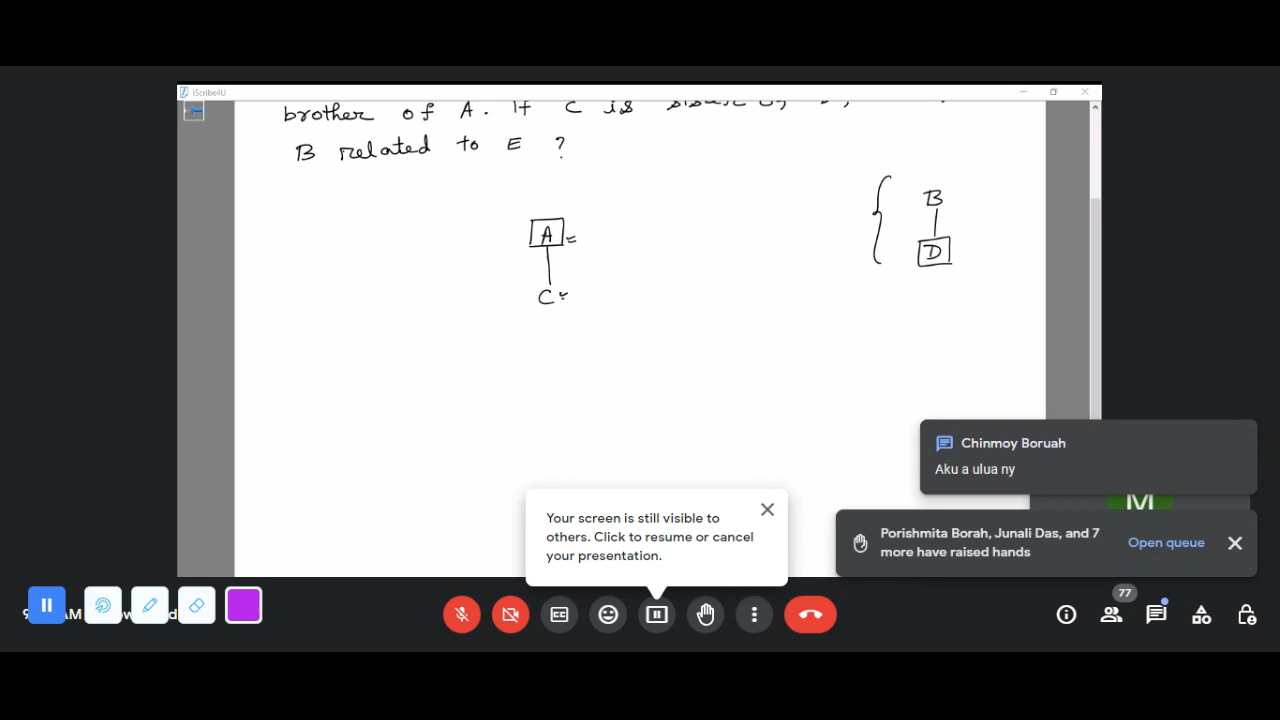 iScribe4U
brother of A. If C is
B related to E ?
A =
C
B
D
Chinmoy Boruah
Aku a ulua ny
M
Your screen is still visible to
others. Click to resume or cancel
your presentation.
Porishmita Borah, Junali Das, and 7
more have raised hands
Open queue
77
AM